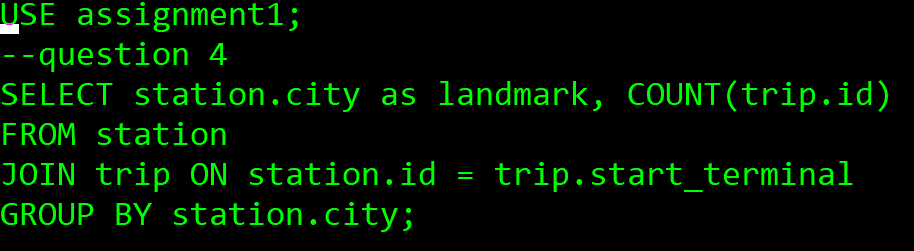 USE assignment1;
--question 4
SELECT station.city as landmark, COUNT(trip.id)
FROM station
JOIN trip ON station.id = trip.start_terminal
GROUP BY station.city;